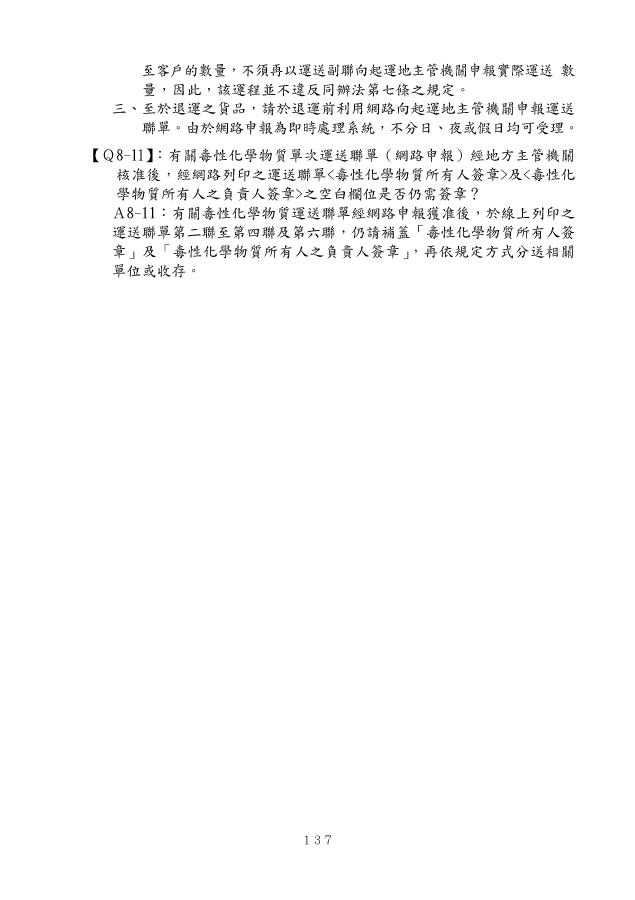 至客戶的數量，不須再以運送副聯向起運地主管機關申報實際運送 數
量，因此，該運程並不違反同辦法第七條之規定。
三、至於退運之貨品，請於退運前利用網路向起運地主管機關申報運送
聯單。由於網路申報為即時處理系統，不分日、夜或假日均可受理。
【Q8-11】：有關毒性化學物質單次運送聯單（網路申報）經地方主管機關
核准後，經網路列印之運送聯單<毒性化學物質所有人簽章>及<毒性化
學物質所有人之負責人簽章>之空白欄位是否仍需簽章？
A8-11：有關毒性化學物質運送聯單經網路申報獲准後，於線上列印之
運送聯單第二聯至第四聯及第六聯，仍請補蓋「毒性化學物質所有人簽
章」及「毒性化學物質所有人之負責人簽章」，再依規定方式分送相關
單位或收存。
137